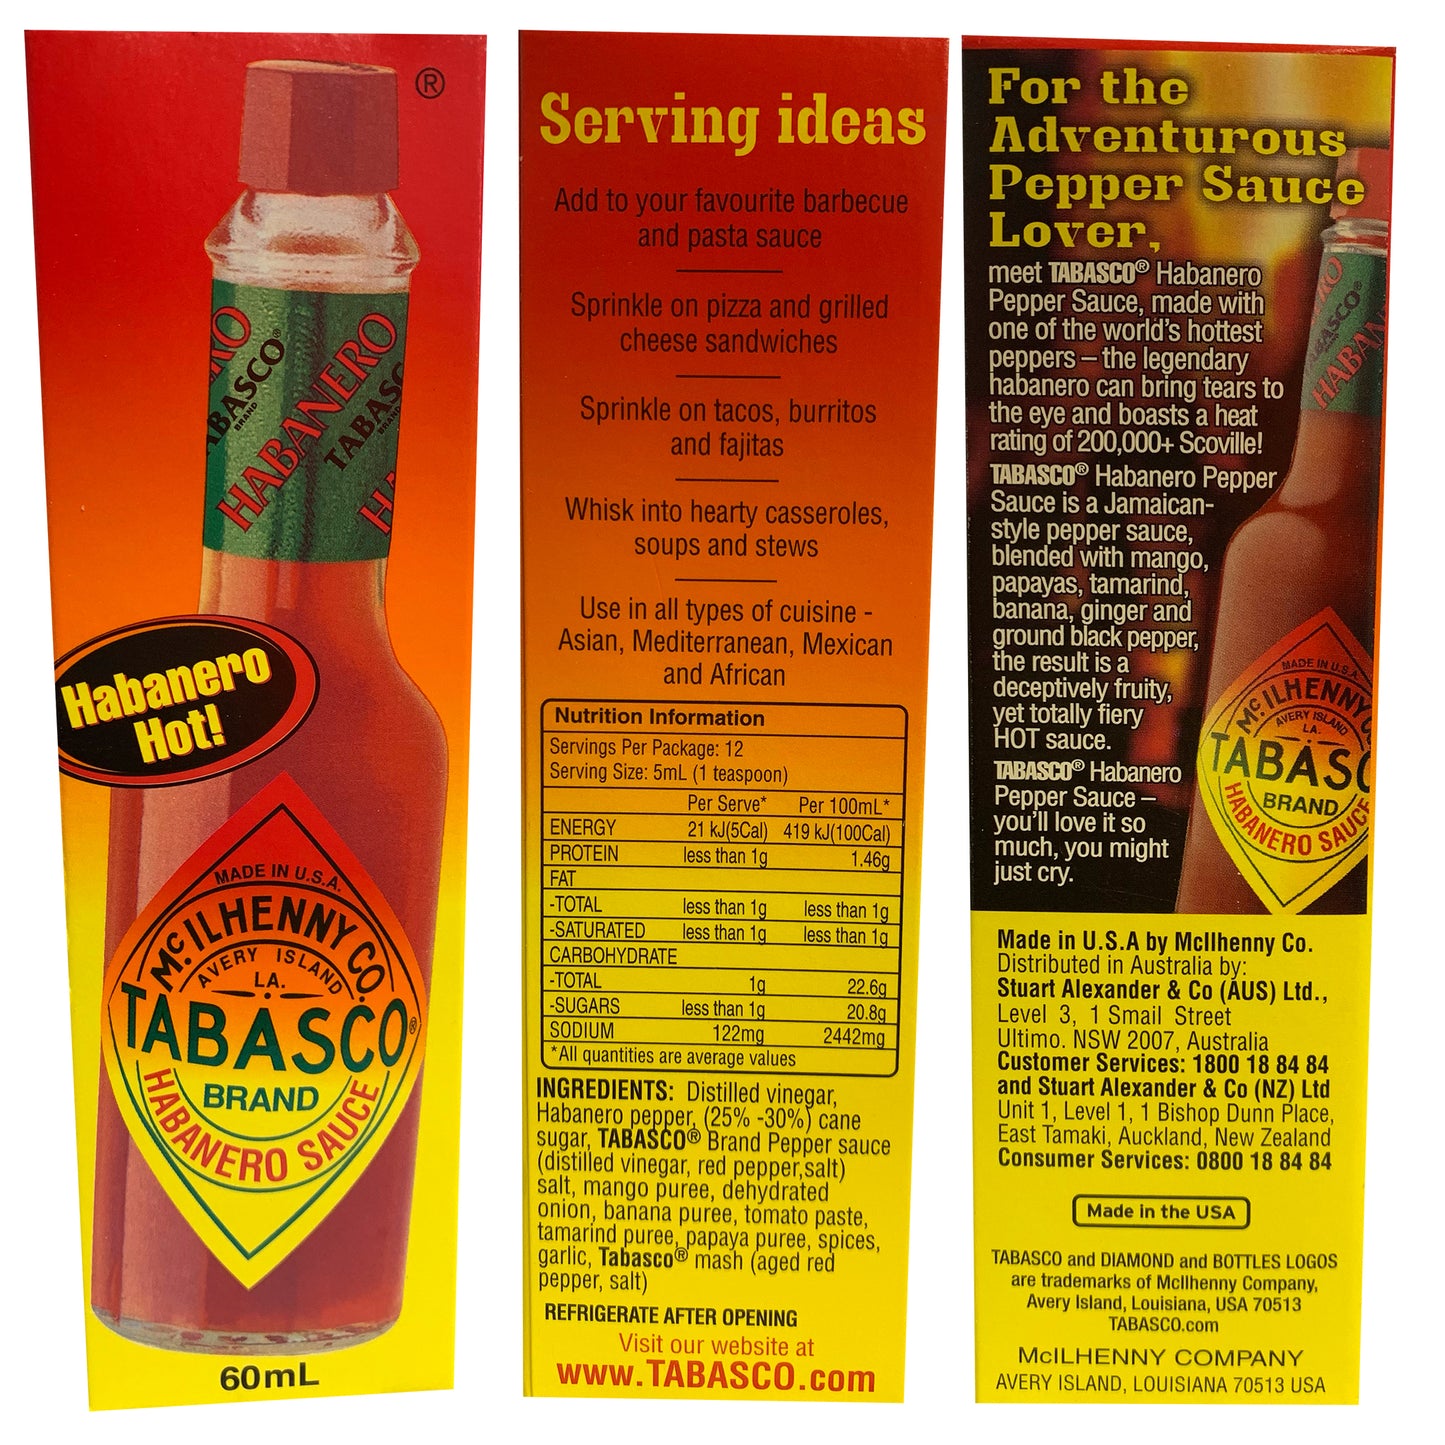 ®
HABANERO
TABASCO®
BRAND
HABANERO
TABASCO
BRAND
Habanero
Hot!
MADE IN U.S.A.
McILHENNY CO.
AVERY ISLAND
LA.
TABASCO®
BRAND
HABANERO SAUCE
60mL
Serving ideas
Add to your favourite barbecue
and pasta sauce
Sprinkle on pizza and grilled
cheese sandwiches
Sprinkle on tacos, burritos
and fajitas
Whisk into hearty casseroles,
soups and stews
Use in all types of cuisine -
Asian, Mediterranean, Mexican
and African
Nutrition Information
Servings Per Package: 12
Serving Size: 5mL (1 teaspoon)
Per Serve* Per 100mL*
ENERGY 21 kJ(5Cal) 419 kJ(100Cal)
PROTEIN less than 1g 1.46g
FAT
-TOTAL less than 1g less than 1g
-SATURATED less than 1g less than 1g
CARBOHYDRATE
-TOTAL 1g 22.6g
-SUGARS less than 1g 20.8g
SODIUM 122mg 2442mg
*All quantities are average values
INGREDIENTS: Distilled vinegar,
Habanero pepper, (25% -30%) cane
sugar, TABASCO® Brand Pepper sauce
(distilled vinegar, red pepper,salt)
salt, mango puree, dehydrated
onion, banana puree, tomato paste,
tamarind puree, papaya puree, spices,
garlic, Tabasco® mash (aged red
pepper, salt)
REFRIGERATE AFTER OPENING
Visit our website at
www.TABASCO.com
For the
Adventurous
Pepper Sauce
Lover,
meet TABASCO® Habanero
Pepper Sauce, made with
one of the world's hottest
peppers – the legendary
habanero can bring tears to
the eye and boasts a heat
rating of 200,000+ Scoville!
TABASCO® Habanero Pepper
Sauce is a Jamaican-
style pepper sauce,
blended with mango,
papayas, tamarind,
banana, ginger and
ground black pepper,
the result is a
deceptively fruity,
yet totally fiery
HOT sauce.
TABASCO® Habanero
Pepper Sauce –
you'll love it so
much, you might
just cry.
MADE IN U.S.A.
McILHENNY CO
AVERY ISLAND
LA.
TABASC
BRAND
HABANERO SAUCE
Made in U.S.A by McIlhenny Co.
Distributed in Australia by:
Stuart Alexander & Co (AUS) Ltd.,
Level 3, 1 Smail Street
Ultimo. NSW 2007, Australia
Customer Services: 1800 18 84 84
and Stuart Alexander & Co (NZ) Ltd
Unit 1, Level 1, 1 Bishop Dunn Place,
East Tamaki, Auckland, New Zealand
Consumer Services: 0800 18 84 84
Made in the USA
TABASCO and DIAMOND and BOTTLES LOGOS
are trademarks of McIlhenny Company,
Avery Island, Louisiana, USA 70513
TABASCO.com
McILHENNY COMPANY
AVERY ISLAND, LOUISIANA 70513 USA